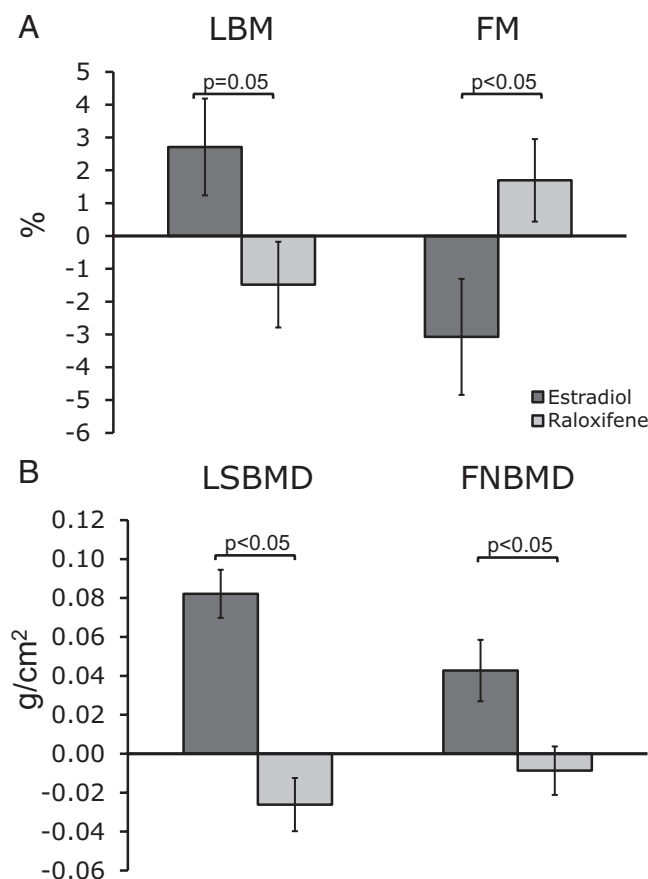 A
LBM FM
5
4
3
2
1
0
-1
-2
-3
-4
-5
-6
%
p=0.05 p<0.05
Estradiol
Raloxifene
B
LSBMD FNBMD
0.12
0.10
0.08
0.06
0.04
0.02
0.00
-0.02
-0.04
-0.06
g/cm²
p<0.05 p<0.05